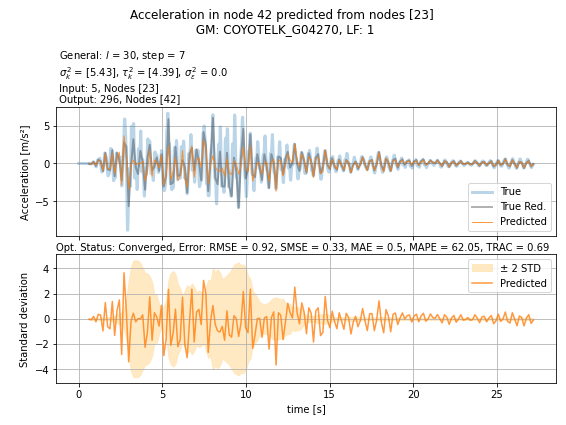 Acceleration in node 42 predicted from nodes [23]
GM: COYOTELK_G04270, LF: 1
General: l = 30, step = 7
σ²ₖ = [5.43], τ²ₖ = [4.39], σ²ε = 0.0
Input: 5, Nodes [23]
Output: 296, Nodes [42]
Acceleration [m/s²]
5
0
−5
True
True Red.
Predicted
Opt. Status: Converged, Error: RMSE = 0.92, SMSE = 0.33, MAE = 0.5, MAPE = 62.05, TRAC = 0.69
Standard deviation
4
2
0
−2
−4
± 2 STD
Predicted
0 5 10 15 20 25
time [s]